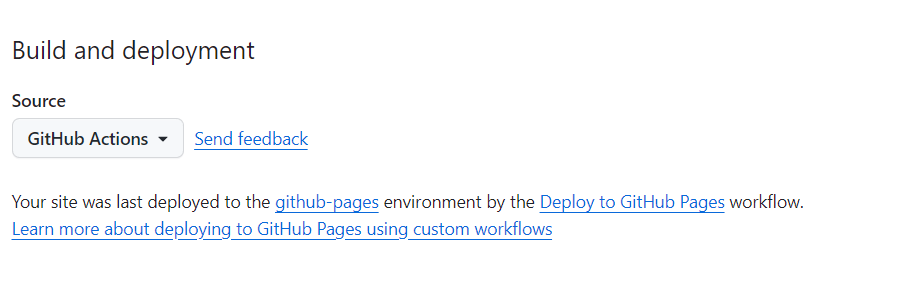 Build and deployment
Source
GitHub Actions Send feedback
Your site was last deployed to the github-pages environment by the Deploy to GitHub Pages workflow.
Learn more about deploying to GitHub Pages using custom workflows